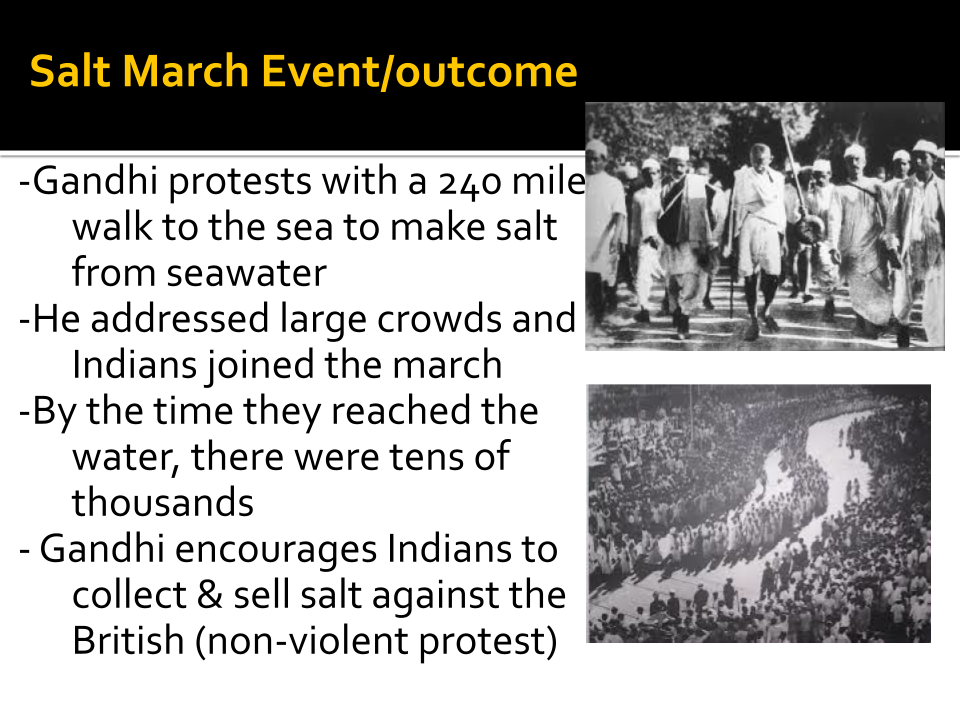 Salt March Event/outcome
-Gandhi protests with a 240 mile
walk to the sea to make salt
from seawater
-He addressed large crowds and
Indians joined the march
-By the time they reached the
water, there were tens of
thousands
- Gandhi encourages Indians to
collect & sell salt against the
British (non-violent protest)